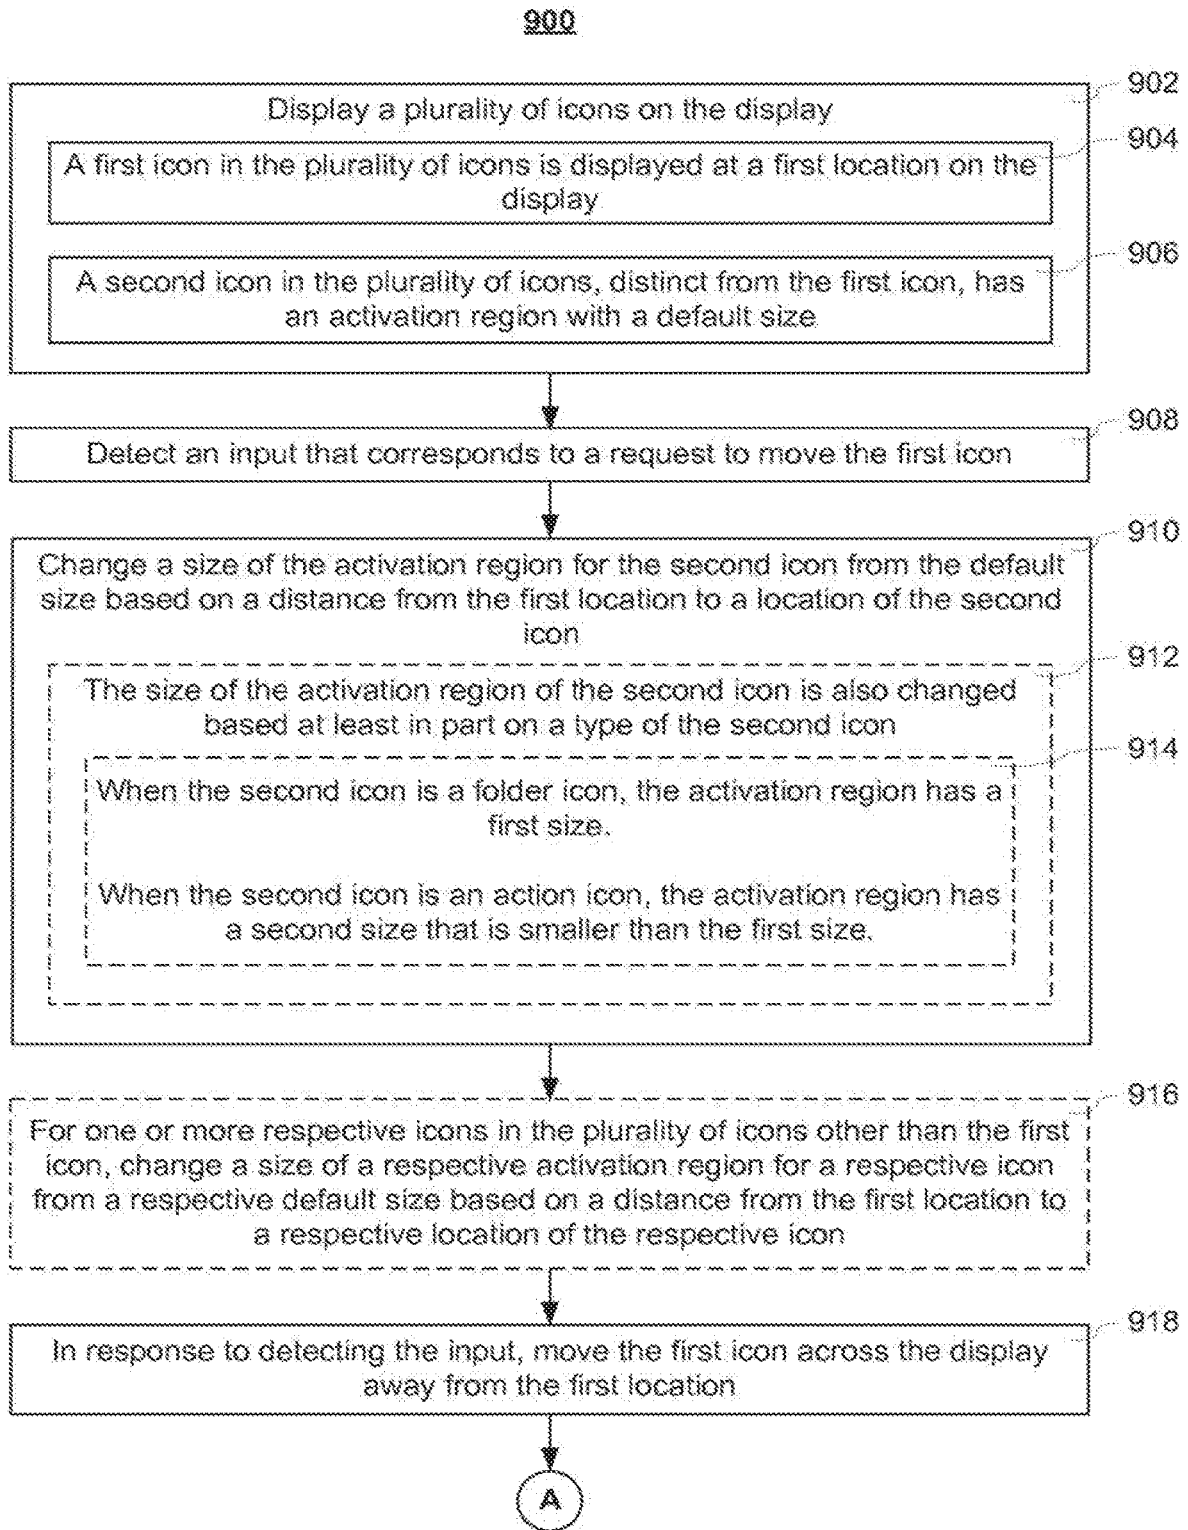 900
902
Display a plurality of icons on the display
904
A first icon in the plurality of icons is displayed at a first location on the
display
906
A second icon in the plurality of icons, distinct from the first icon, has
an activation region with a default size
908
Detect an input that corresponds to a request to move the first icon
910
Change a size of the activation region for the second icon from the default
size based on a distance from the first location to a location of the second
icon
912
The size of the activation region of the second icon is also changed
based at least in part on a type of the second icon
914
When the second icon is a folder icon, the activation region has a
first size.
When the second icon is an action icon, the activation region has
a second size that is smaller than the first size.
916
For one or more respective icons in the plurality of icons other than the first
icon, change a size of a respective activation region for a respective icon
from a respective default size based on a distance from the first location to
a respective location of the respective icon
918
In response to detecting the input, move the first icon across the display
away from the first location
A